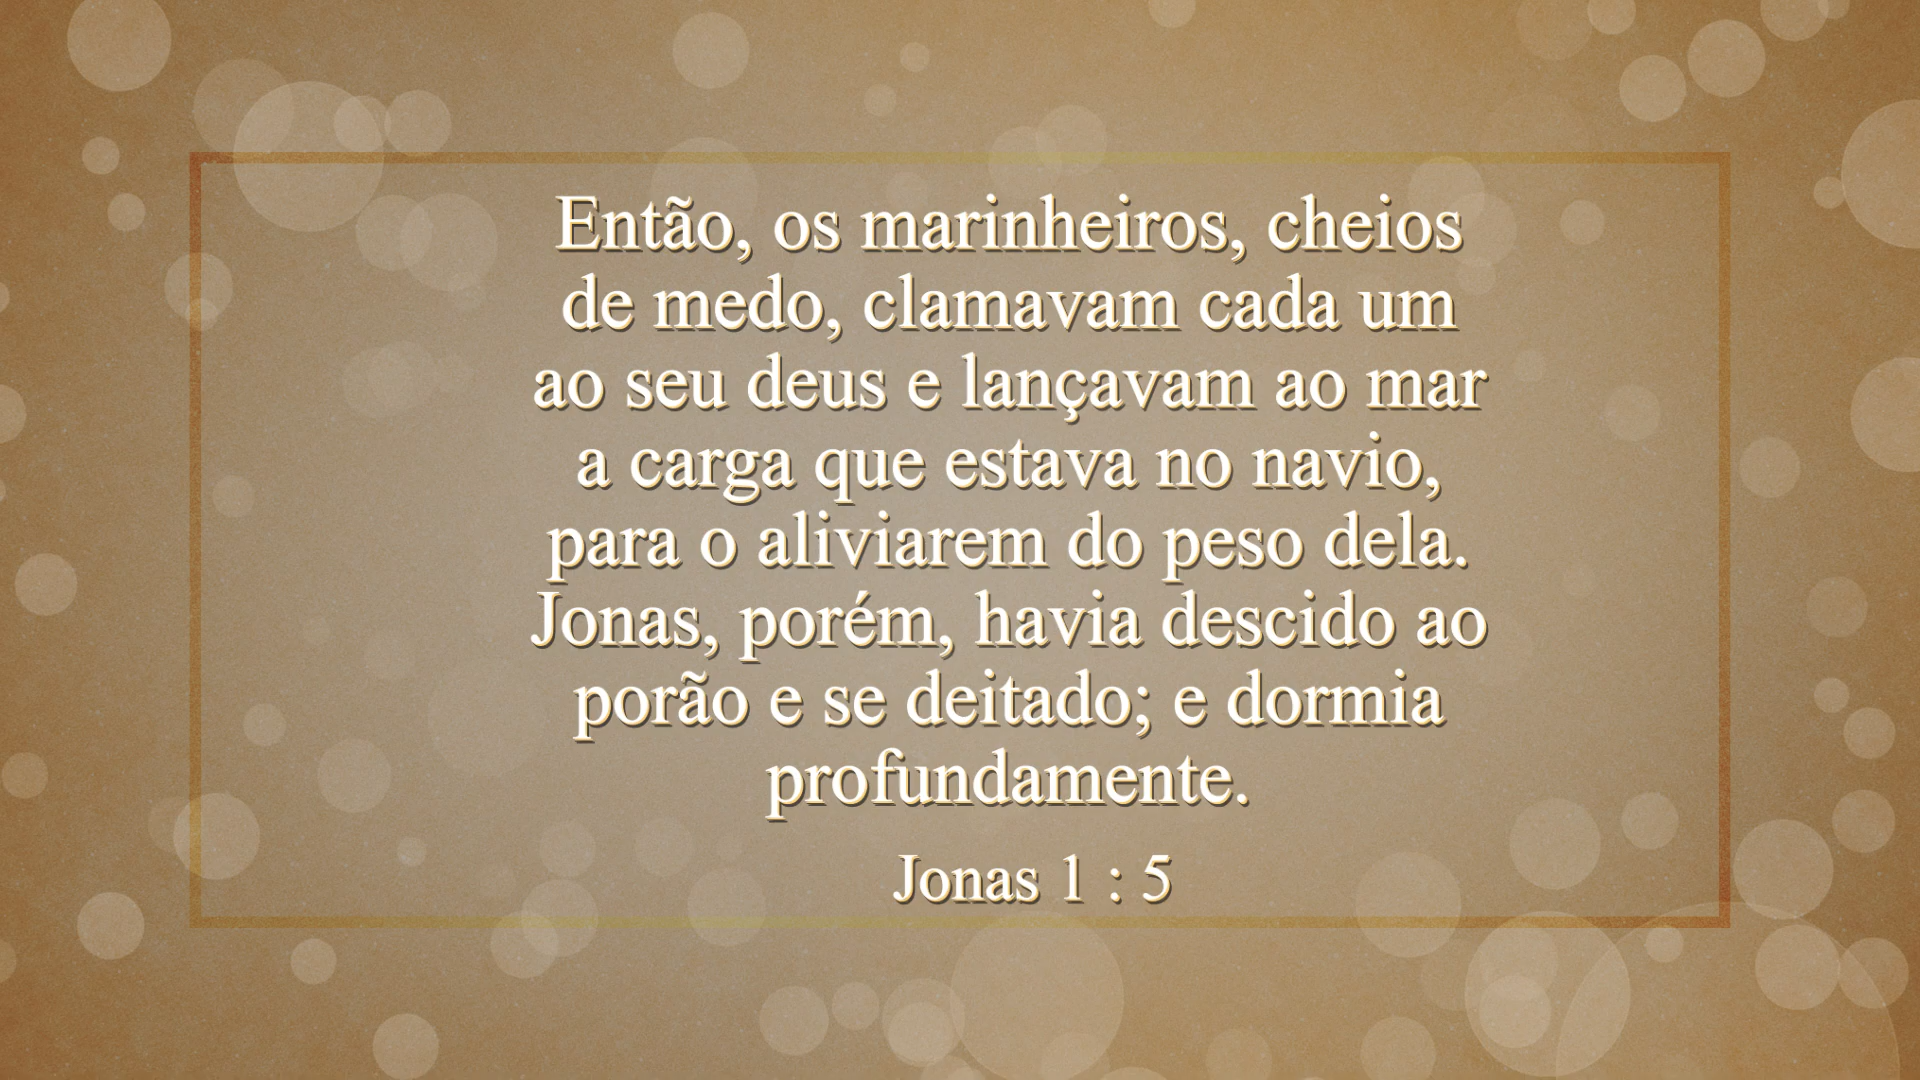 Então, os marinheiros, cheios
de medo, clamavam cada um
ao seu deus e lançavam ao mar
a carga que estava no navio,
para o aliviarem do peso dela.
Jonas, porém, havia descido ao
porão e se deitado; e dormia
profundamente.
Jonas 1 : 5